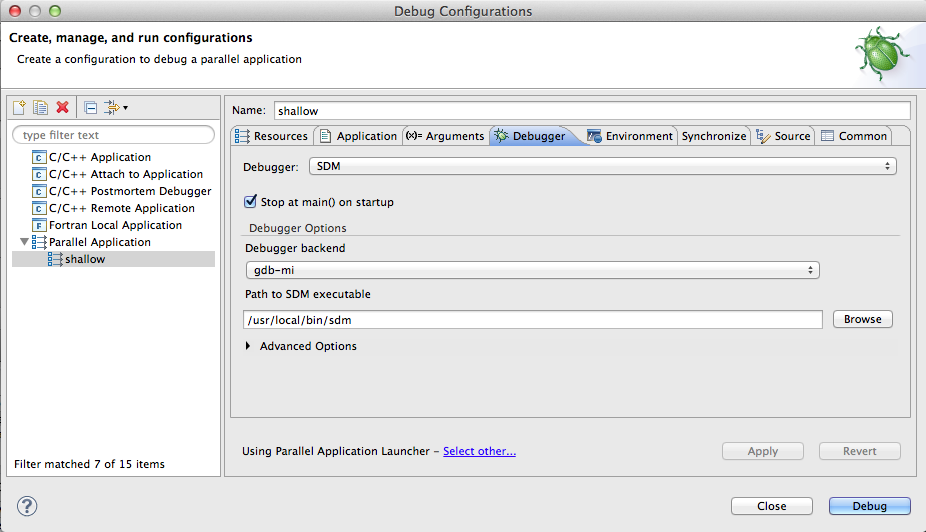 Debug Configurations
Create, manage, and run configurations
Create a configuration to debug a parallel application
type filter text
C/C++ Application
C/C++ Attach to Application
C/C++ Postmortem Debugger
C/C++ Remote Application
Fortran Local Application
Parallel Application
shallow
Filter matched 7 of 15 items
Name: shallow
Resources Application (x)= Arguments Debugger Environment Synchronize Source Common
Debugger: SDM
Stop at main() on startup
Debugger Options
Debugger backend
gdb-mi
Path to SDM executable
/usr/local/bin/sdm Browse
Advanced Options
Using Parallel Application Launcher – Select other...
Apply Revert
? Close Debug